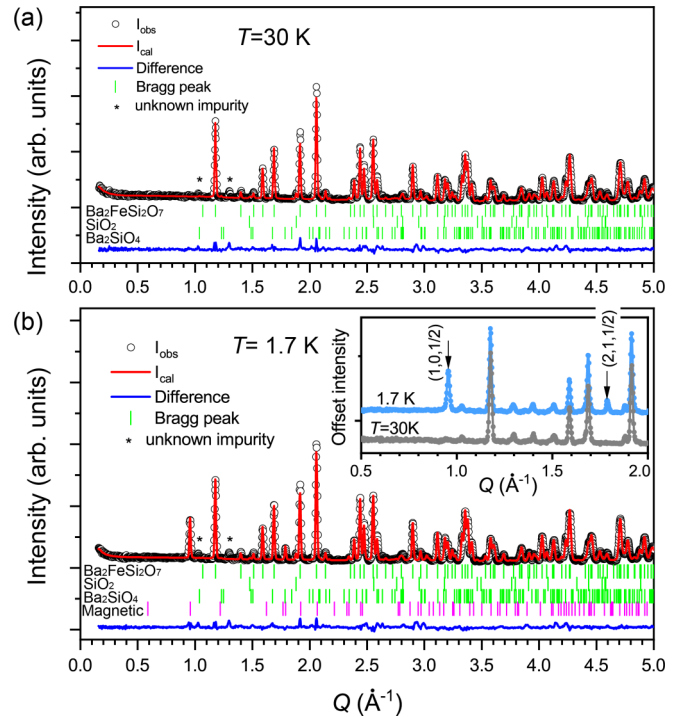 (a)
T=30 K
I_obs
I_cal
Difference
Bragg peak
* unknown impurity
* *
Intensity (arb. units)
Ba₂FeSi₂O₇
SiO₂
Ba₂SiO₄
0.0 0.5 1.0 1.5 2.0 2.5 3.0 3.5 4.0 4.5 5.0
(b)
T= 1.7 K
I_obs
I_cal
Difference
Bragg peak
* unknown impurity
* *
Intensity (arb. units)
Ba₂FeSi₂O₇
SiO₂
Ba₂SiO₄
Magnetic
0.0 0.5 1.0 1.5 2.0 2.5 3.0 3.5 4.0 4.5 5.0
Q (Å⁻¹)
Offset intensity
(1,0,1/2)
(2,1,1/2)
1.7 K
T=30K
0.5 1.0 1.5 2.0
Q (Å⁻¹)